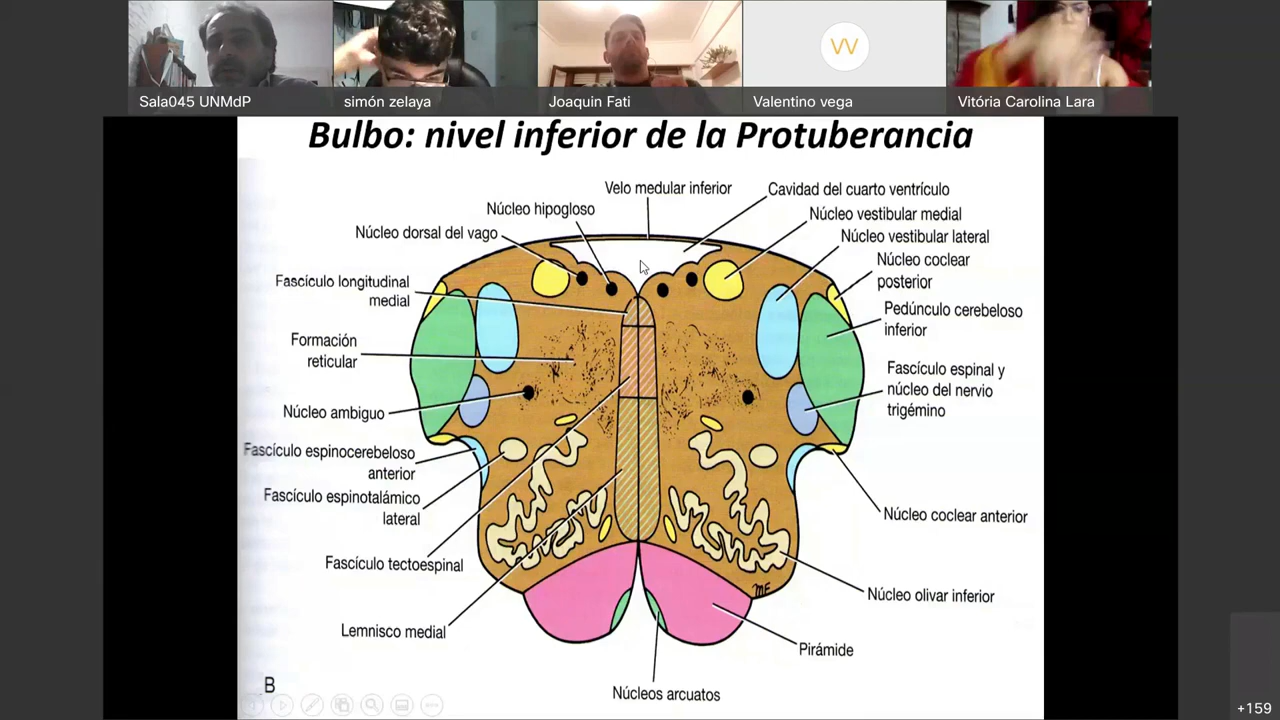 VV
Sala045 UNMdP
simón zelaya
Joaquin Fati
Valentino vega
Vitória Carolina Lara
Bulbo: nivel inferior de la Protuberancia
Velo medular inferior
Cavidad del cuarto ventrículo
Núcleo hipogloso
Núcleo vestibular medial
Núcleo dorsal del vago
Núcleo vestibular lateral
Núcleo coclear
posterior
Fascículo longitudinal
medial
Pedúnculo cerebeloso
inferior
Formación
reticular
Fascículo espinal y
núcleo del nervio
trigémino
Núcleo ambiguo
Fascículo espinocerebeloso
anterior
Fascículo espinotalámico
lateral
Núcleo coclear anterior
Fascículo tectoespinal
Núcleo olivar inferior
ME
Lemnisco medial
Pirámide
B
Núcleos arcuatos
+159